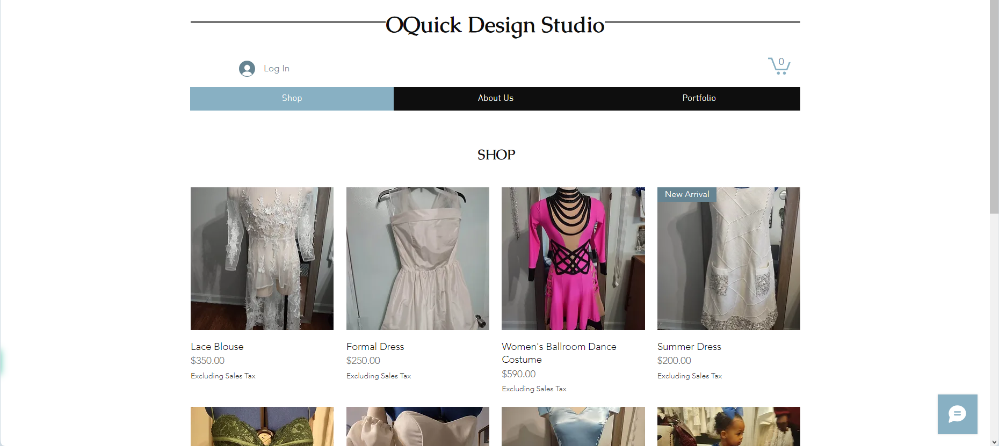 OQuick Design Studio
Log In
0
Shop
About Us
Portfolio
SHOP
New Arrival
Lace Blouse
$350.00
Excluding Sales Tax
Formal Dress
$250.00
Excluding Sales Tax
Women's Ballroom Dance
Costume
$590.00
Excluding Sales Tax
Summer Dress
$200.00
Excluding Sales Tax